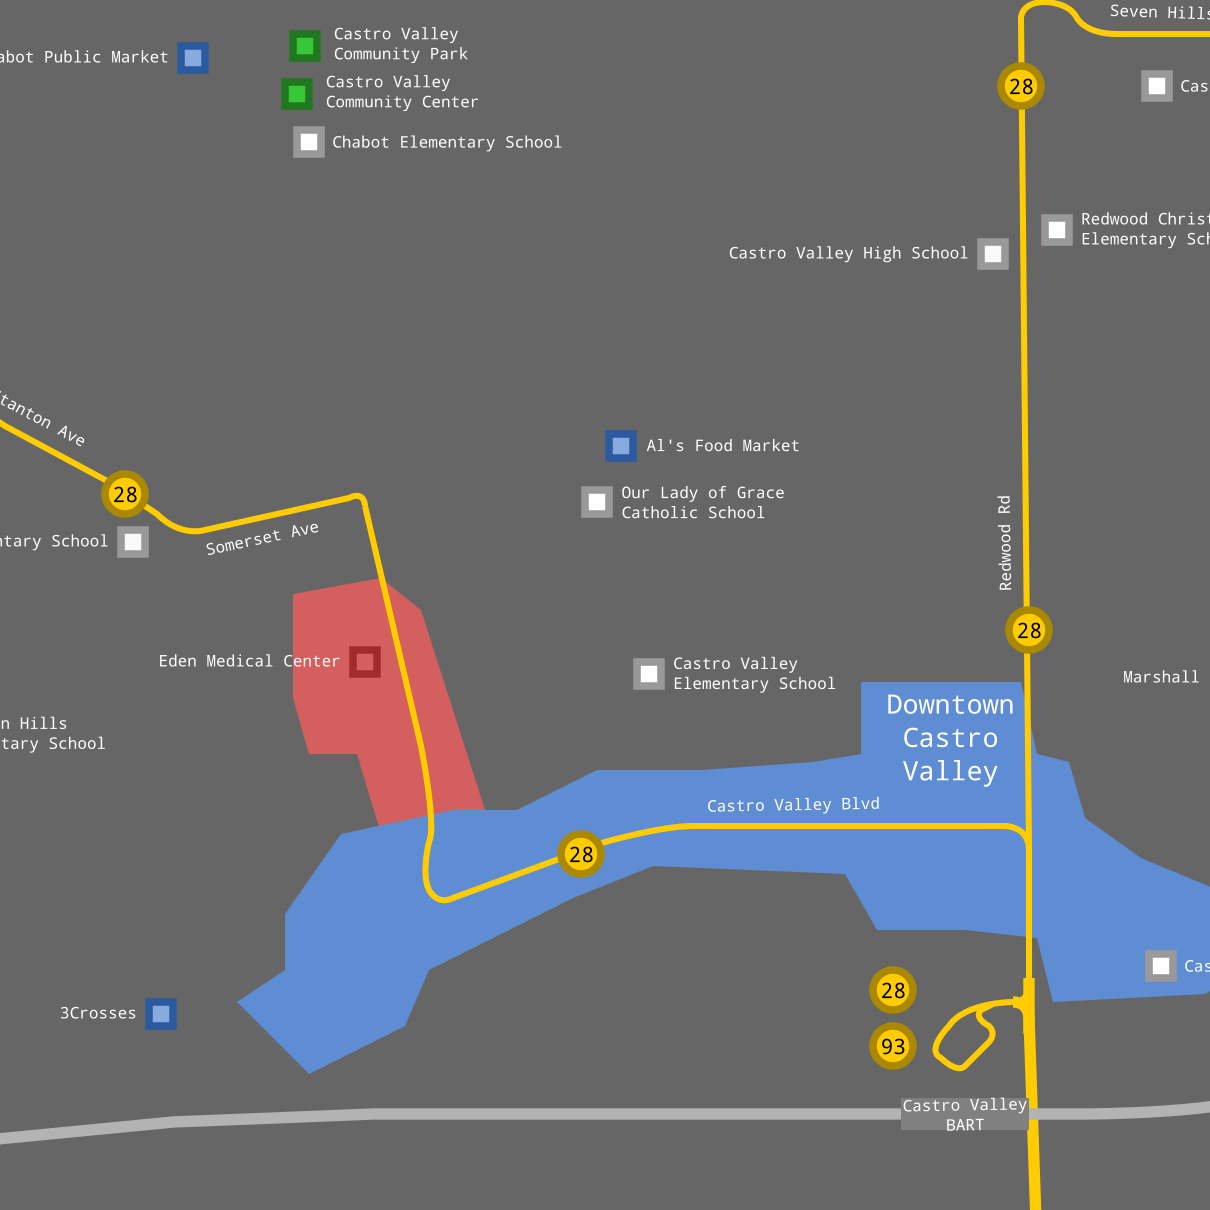 Seven Hills
Castro Valley
Community Park
abot Public Market
28
Castro Valley
Community Center
Cas
Chabot Elementary School
Redwood Christ
Elementary Sch
Castro Valley High School
tanton Ave
Al's Food Market
28
Our Lady of Grace
Catholic School
Somerset Ave
ntary School
Redwood Rd
28
Eden Medical Center
Castro Valley
Elementary School
Marshall
n Hills
tary School
Downtown
Castro
Valley
Castro Valley Blvd
28
Cas
28
3Crosses
93
Castro Valley
BART